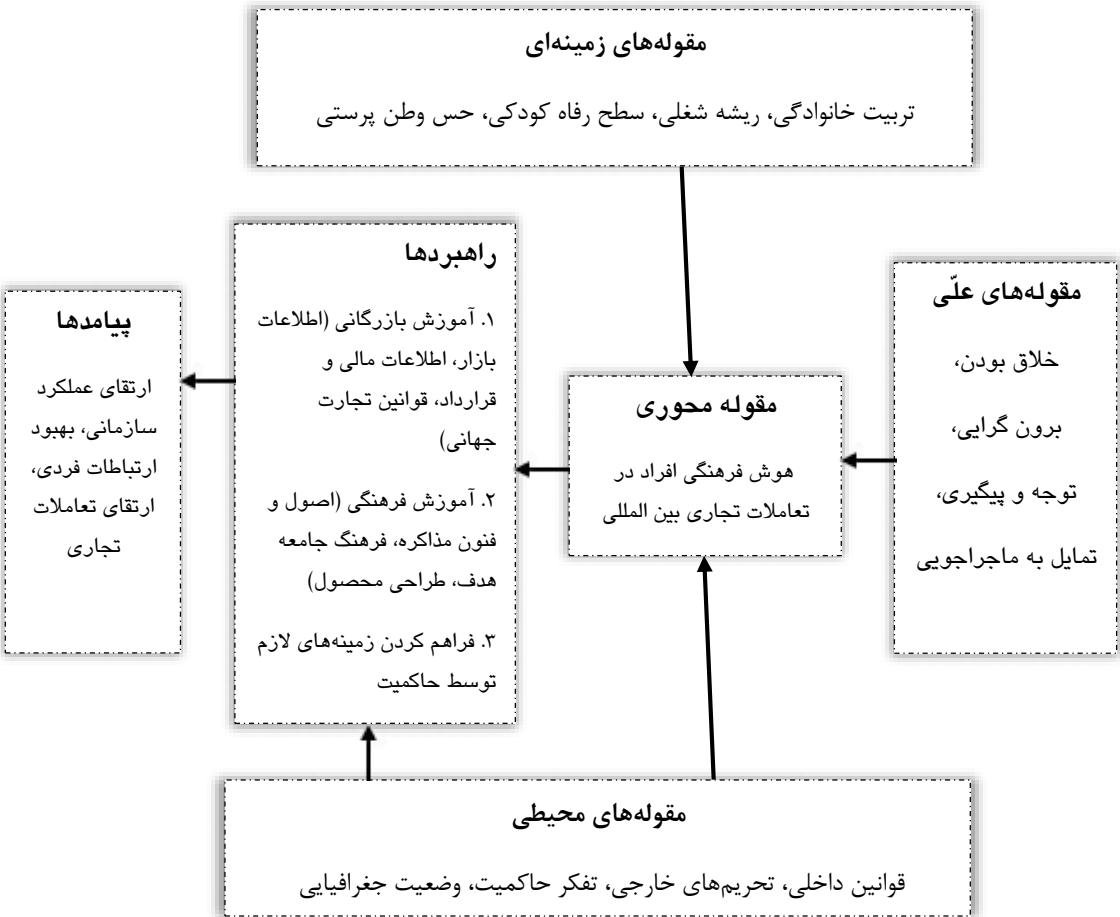 مقوله‌های زمینه‌ای
تربیت خانوادگی، ریشه شغلی، سطح رفاه کودکی، حس وطن پرستی
مقوله‌های علّی
خلاق بودن،
برون گرایی،
توجه و پیگیری،
تمایل به ماجراجویی
مقوله محوری
هوش فرهنگی افراد در
تعاملات تجاری بین المللی
راهبردها
۱. آموزش بازرگانی (اطلاعات
بازار، اطلاعات مالی و
قرارداد، قوانین تجارت
جهانی)
۲. آموزش فرهنگی (اصول و
فنون مذاکره، فرهنگ جامعه
هدف، طراحی محصول)
۳. فراهم کردن زمینه‌های لازم
توسط حاکمیت
پیامدها
ارتقای عملکرد
سازمانی، بهبود
ارتباطات فردی،
ارتقای تعاملات
تجاری
مقوله‌های محیطی
قوانین داخلی، تحریم‌های خارجی، تفکر حاکمیت، وضعیت جغرافیایی